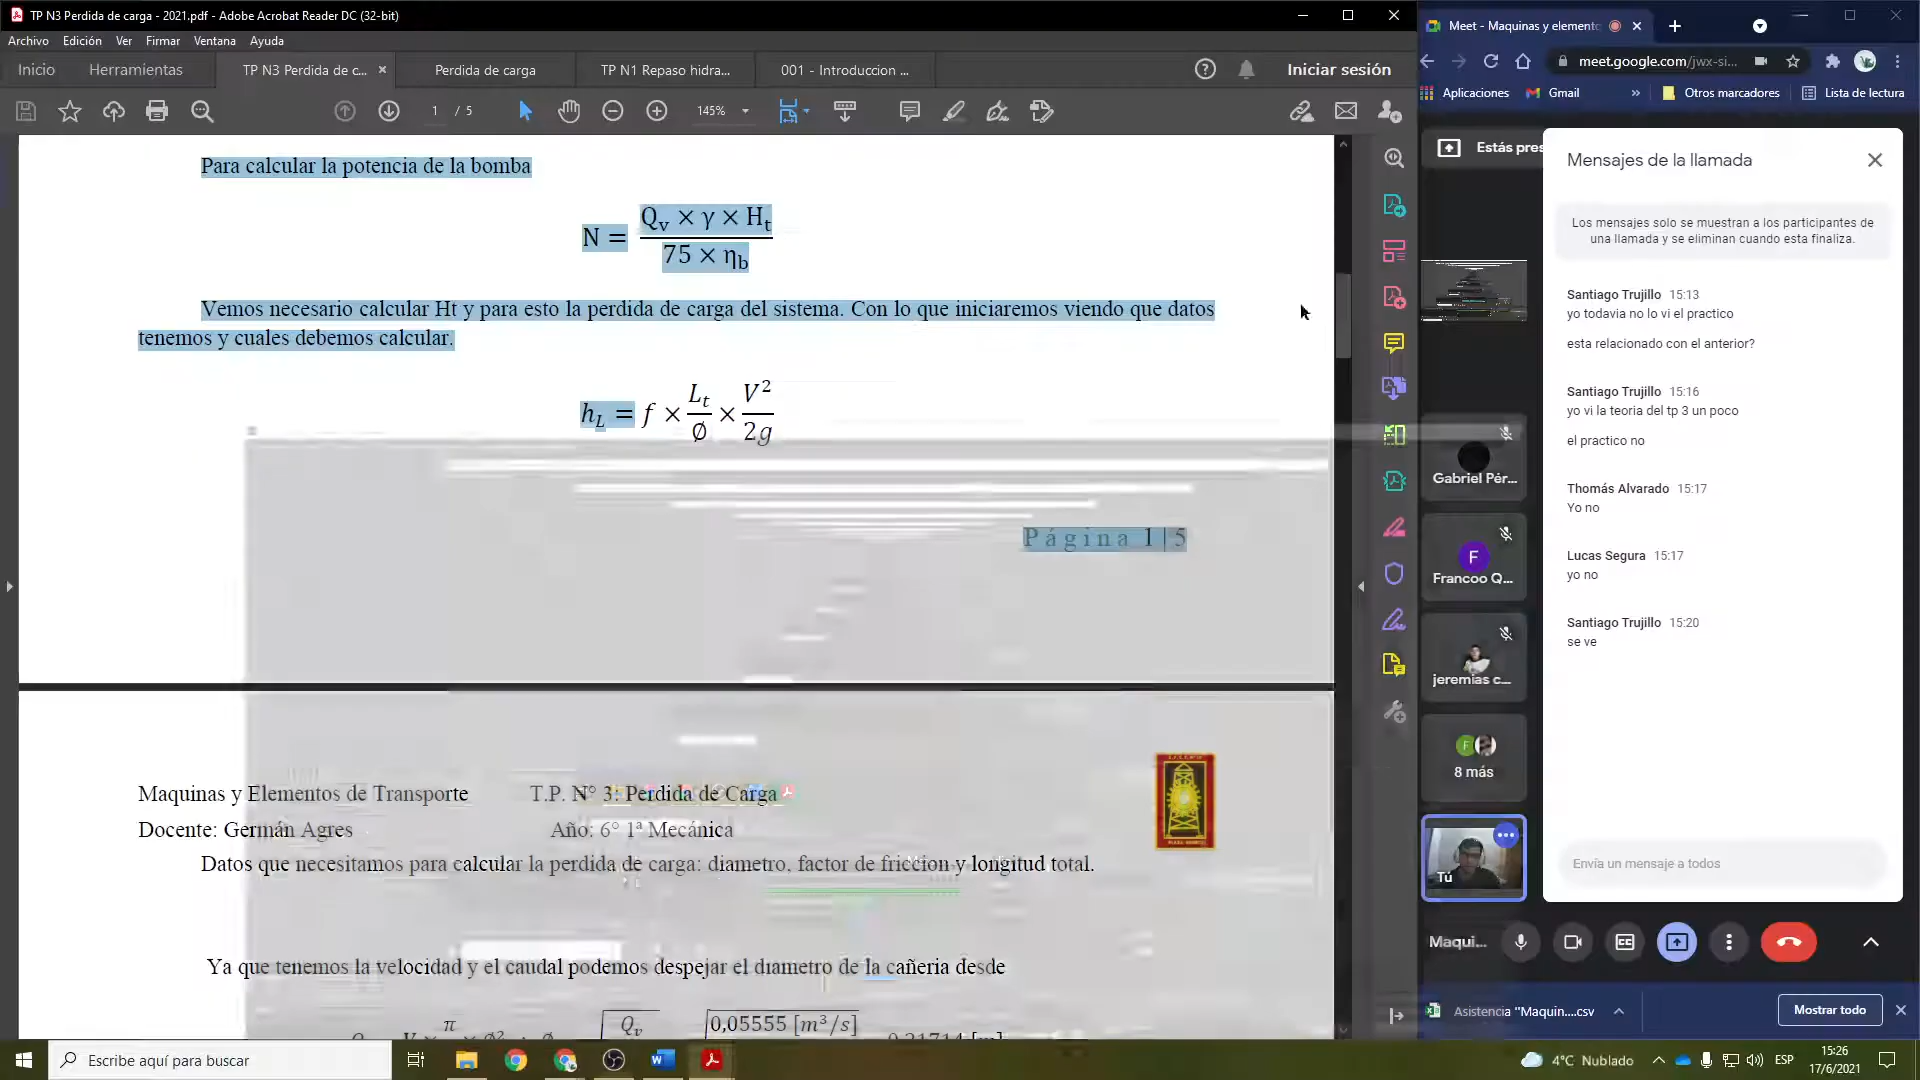 TP N3 Perdida de carga - 2021.pdf - Adobe Acrobat Reader DC (32-bit)
Archivo Edición Ver Firmar Ventana Ayuda
Inicio Herramientas TP N3 Perdida de c... Perdida de carga TP N1 Repaso hidra... 001 - Introduccion ... Iniciar sesión
1 / 5 145%
Para calcular la potencia de la bomba
N = Qv × γ × Ht / 75 × ηb
Vemos necesario calcular Ht y para esto la perdida de carga del sistema. Con lo que iniciaremos viendo que datos
tenemos y cuales debemos calcular.
hL = f × Lt / ∅ × V² / 2g
Página 1|5
Maquinas y Elementos de Transporte T.P. N° 3: Perdida de Carga
Docente: Germán Agres Año: 6° 1ª Mecánica
Datos que necesitamos para calcular la perdida de carga: diametro, factor de friccion y longitud total.
Ya que tenemos la velocidad y el caudal podemos despejar el diametro de la cañeria desde
π Qv 0,05555 [m³/s]
Meet - Maquinas y elemento
meet.google.com/jwx-si...
Aplicaciones Gmail » Otros marcadores Lista de lectura
Estás pres
Mensajes de la llamada
Los mensajes solo se muestran a los participantes de
una llamada y se eliminan cuando esta finaliza.
Santiago Trujillo 15:13
yo todavia no lo vi el practico
esta relacionado con el anterior?
Santiago Trujillo 15:16
yo vi la teoria del tp 3 un poco
el practico no
Thomás Alvarado 15:17
Yo no
Lucas Segura 15:17
yo no
Santiago Trujillo 15:20
se ve
Envía un mensaje a todos
Gabriel Pér...
F
Francoo Q...
jeremias c...
F
8 más
Tú
Maqui...
Asistencia "Maquin....csv Mostrar todo
Escribe aquí para buscar
4°C Nublado ESP 15:26
17/6/2021